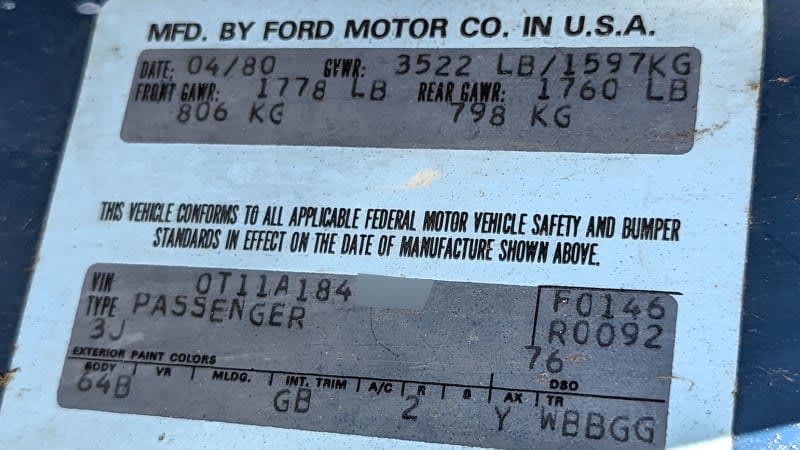 MFD. BY FORD MOTOR CO. IN U.S.A.
DATE: 04/80 GVWR: 3522 LB/1597KG
FRONT GAWR: 1778 LB REAR GAWR: 1760 LB
806 KG 798 KG
THIS VEHICLE CONFORMS TO ALL APPLICABLE FEDERAL MOTOR VEHICLE SAFETY AND BUMPER
STANDARDS IN EFFECT ON THE DATE OF MANUFACTURE SHOWN ABOVE.
VIN 0T11A184 F0146
TYPE PASSENGER R0092
3J 76
EXTERIOR PAINT COLORS DSO
BODY VR MLDG. INT. TRIM A/C R S AX TR
64B GB 2 Y WBBGG